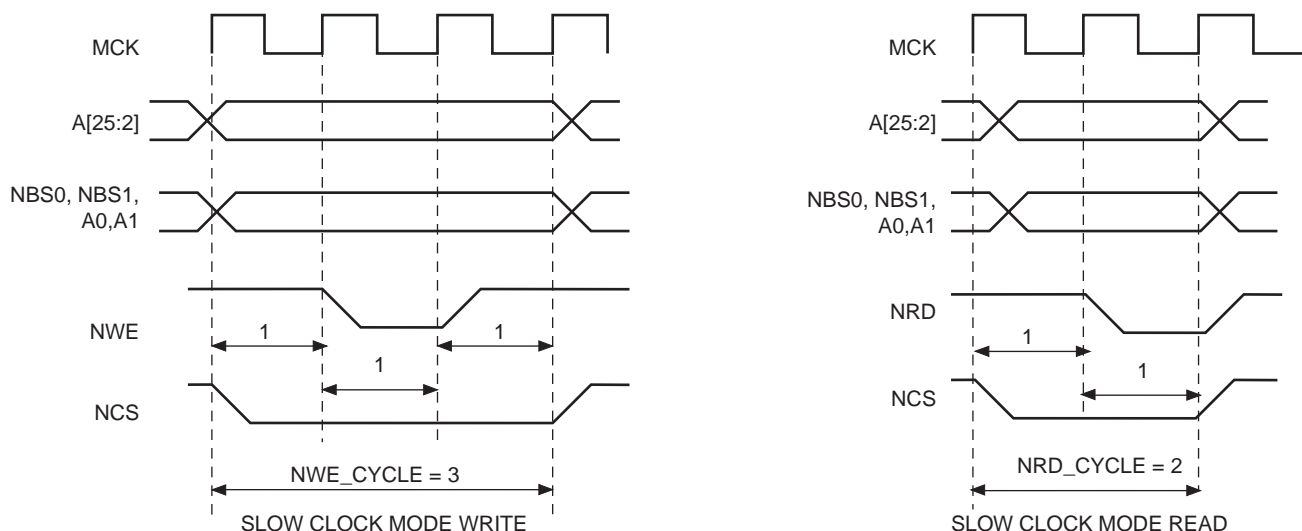 MCK
A[25:2]
NBS0, NBS1,
A0,A1
NWE
1
1
1
NCS
NWE_CYCLE = 3
SLOW CLOCK MODE WRITE
MCK
A[25:2]
NBS0, NBS1,
A0,A1
NRD
1
1
NCS
NRD_CYCLE = 2
SLOW CLOCK MODE READ